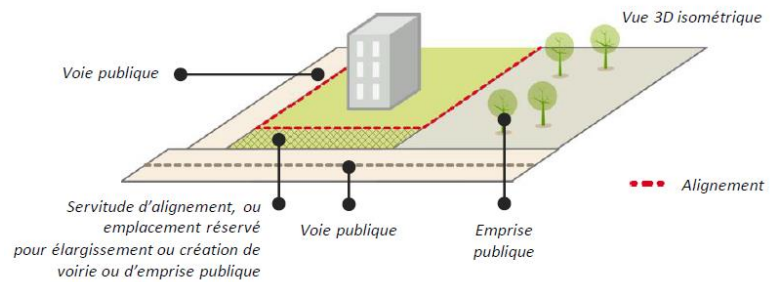 Vue 3D isométrique
Voie publique
Alignement
Servitude d’alignement, ou
emplacement réservé
pour élargissement ou création de
voirie ou d’emprise publique
Voie publique
Emprise
publique